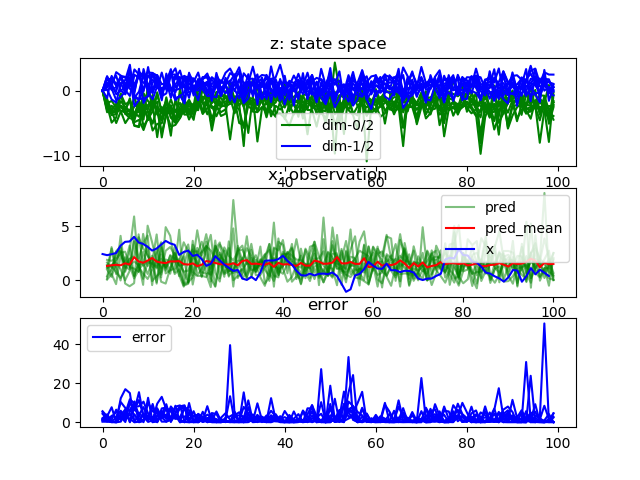 z: state space
0
−10
dim-0/2
dim-1/2
0 20 40 60 80 100
x: observation
5
0
pred
pred_mean
x
0 20 40 60 80 100
error
40
20
0
error
0 20 40 60 80 100